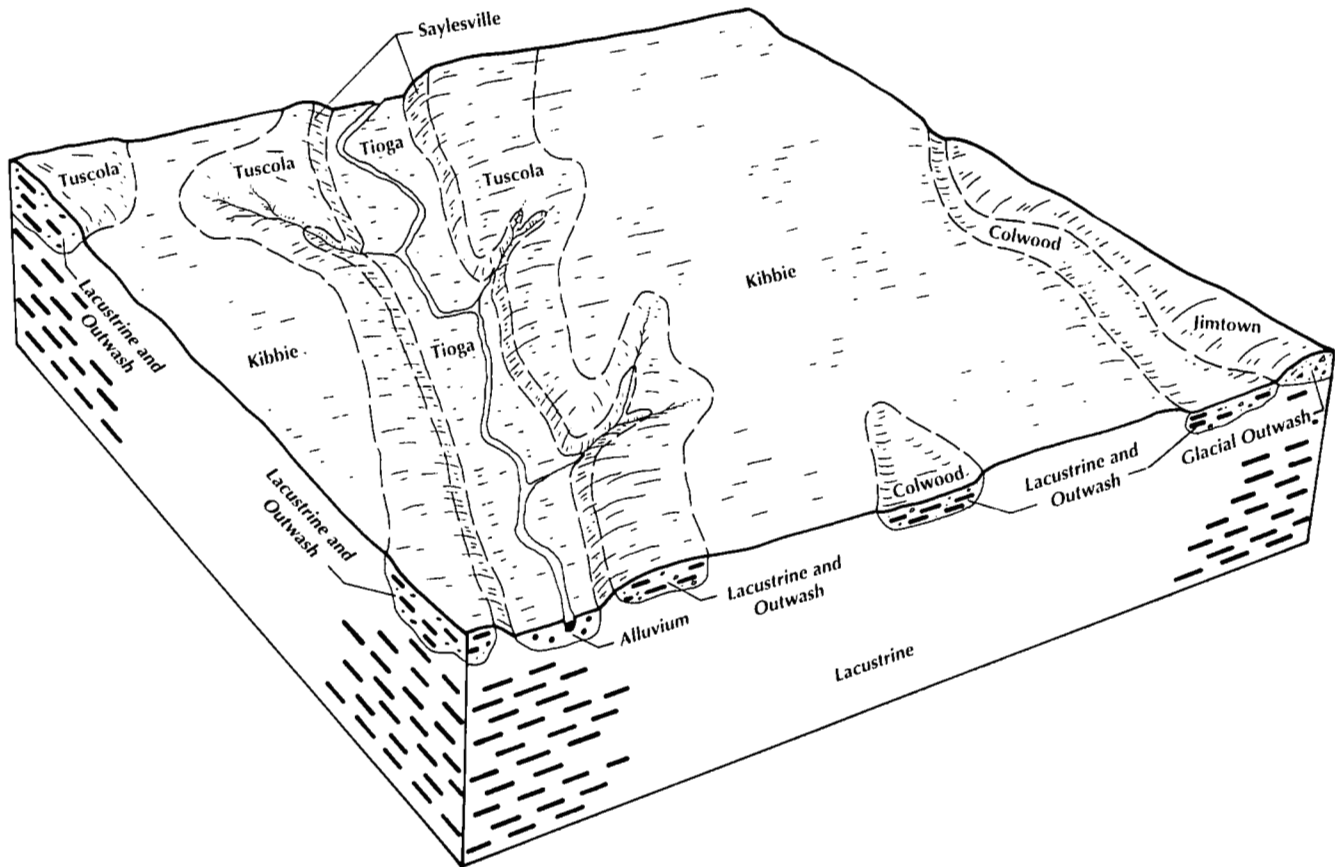 Saylesville
Tioga
Tuscola
Tuscola
Tuscola
Colwood
Kibbie
Lacustrine and
Outwash
Jimtown
Kibbie
Tioga
Glacial Outwash
Lacustrine and
Outwash
Colwood
Lacustrine and
Outwash
Lacustrine and
Outwash
Alluvium
Lacustrine